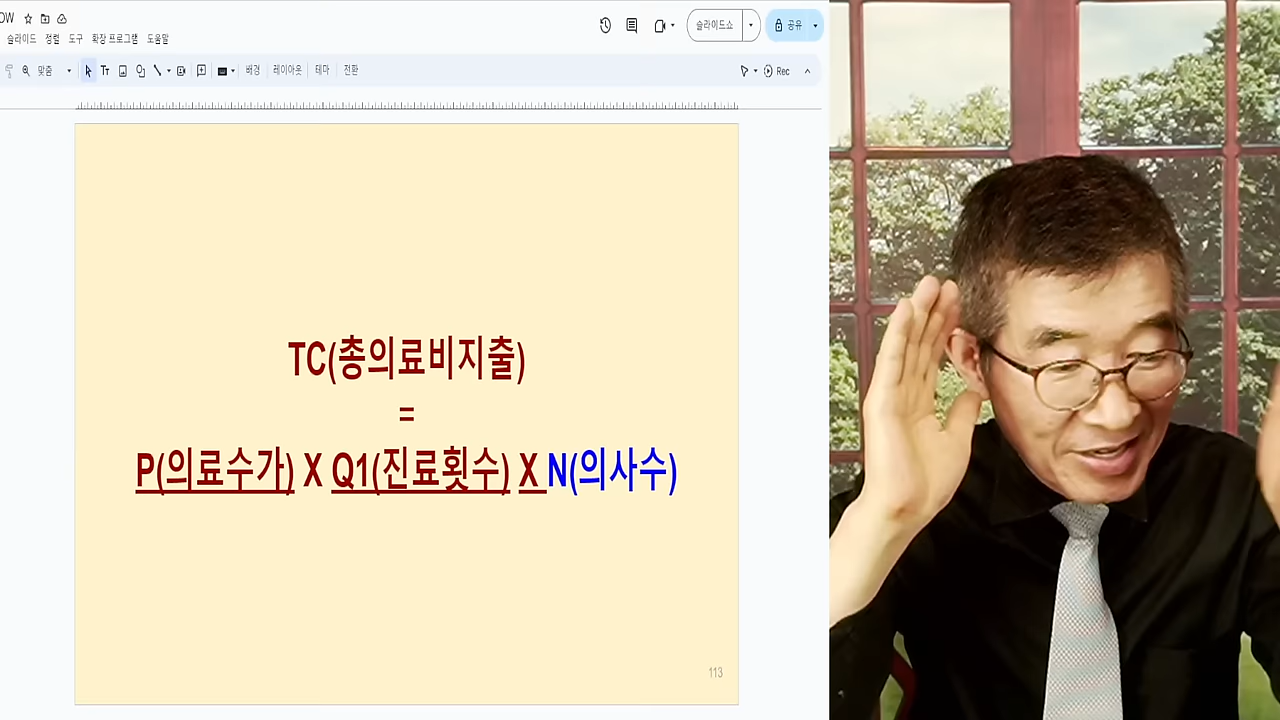 OW
슬라이드 정렬 도구 확장 프로그램 도움말
슬라이드쇼
공유
맞춤
Tт
배경
레이아웃
테마
전환
Rec
TC(총의료비지출)
=
P(의료수가) X Q1(진료횟수) X N(의사수)
113